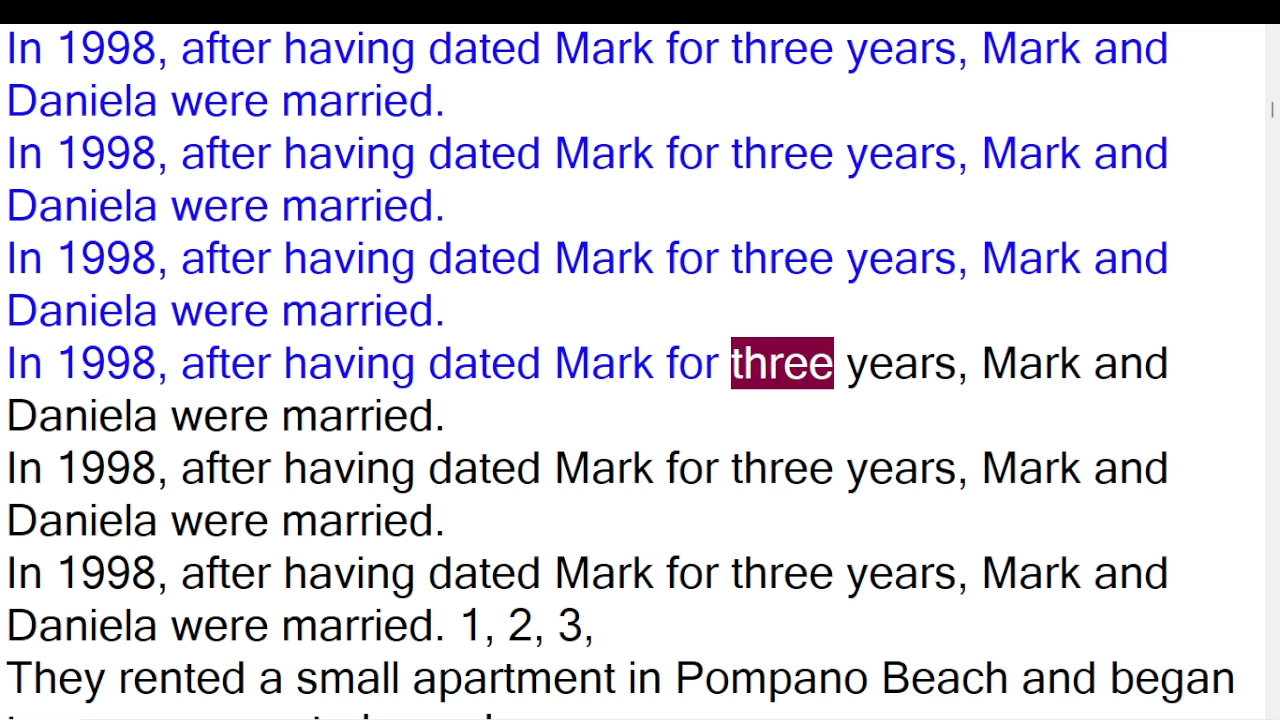 In 1998, after having dated Mark for three years, Mark and
Daniela were married.
In 1998, after having dated Mark for three years, Mark and
Daniela were married.
In 1998, after having dated Mark for three years, Mark and
Daniela were married.
In 1998, after having dated Mark for three years, Mark and
Daniela were married.
In 1998, after having dated Mark for three years, Mark and
Daniela were married.
In 1998, after having dated Mark for three years, Mark and
Daniela were married. 1, 2, 3,
They rented a small apartment in Pompano Beach and began